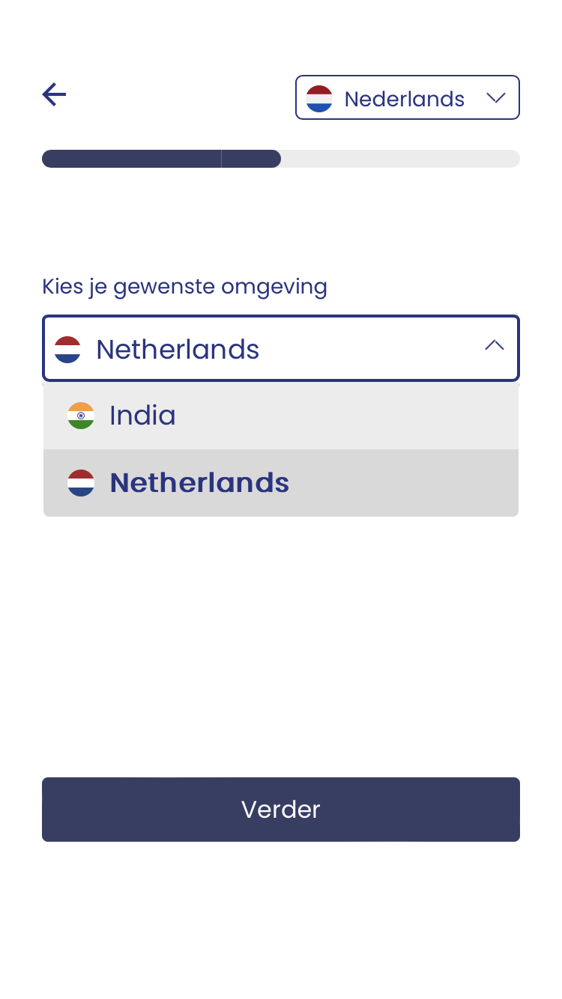 Nederlands
Kies je gewenste omgeving
Netherlands
India
Netherlands
Verder